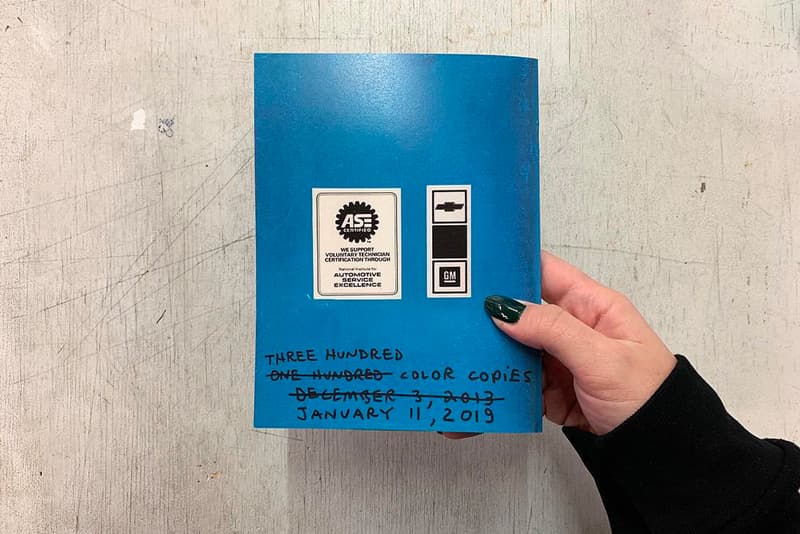 ASE
CERTIFIED
WE SUPPORT
VOLUNTARY TECHNICIAN
CERTIFICATION THROUGH
National Institute for
AUTOMOTIVE
SERVICE
EXCELLENCE
GM
THREE HUNDRED
ONE HUNDRED COLOR COPiES
DECEMBER 3, 2013
JANUARY 11, 2019